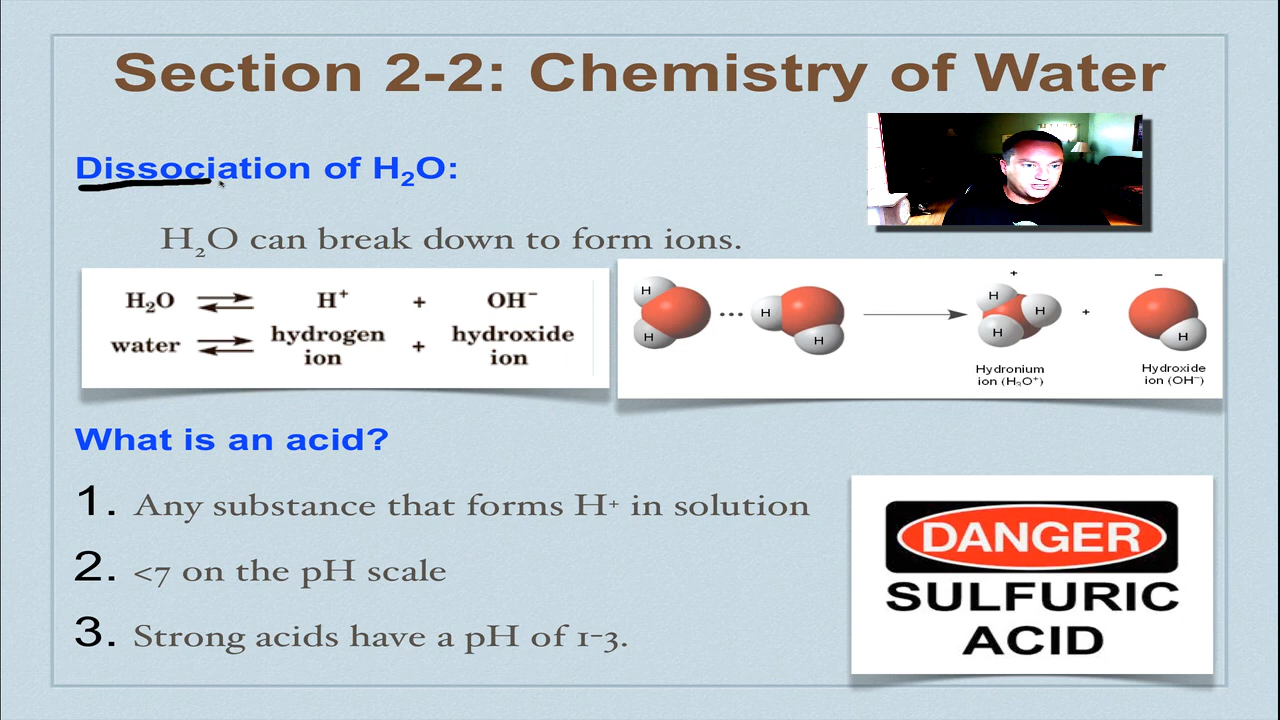 Section 2-2: Chemistry of Water
Dissociation of H₂O:
H₂O can break down to form ions.
H₂O ⇌ H⁺ + OH⁻
water ⇌ hydrogen ion + hydroxide ion
H H ... H H → H H H + + H −
Hydronium
ion (H₃O⁺)
Hydroxide
ion (OH⁻)
What is an acid?
1. Any substance that forms H⁺ in solution
2. <7 on the pH scale
3. Strong acids have a pH of 1-3.
DANGER
SULFURIC
ACID